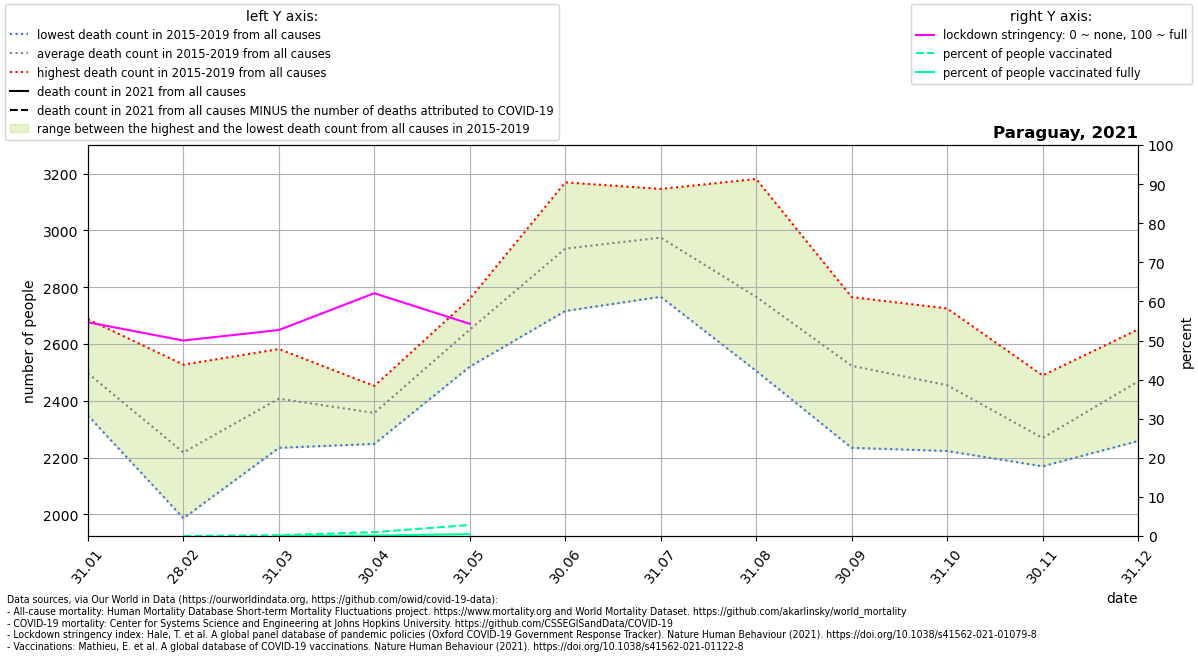 left Y axis:
lowest death count in 2015-2019 from all causes
average death count in 2015-2019 from all causes
highest death count in 2015-2019 from all causes
death count in 2021 from all causes
death count in 2021 from all causes MINUS the number of deaths attributed to COVID-19
range between the highest and the lowest death count from all causes in 2015-2019
right Y axis:
lockdown stringency: 0 ~ none, 100 ~ full
percent of people vaccinated
percent of people vaccinated fully
Paraguay, 2021
number of people
3200
3000
2800
2600
2400
2200
2000
percent
100
90
80
70
60
50
40
30
20
10
0
31.01
28.02
31.03
30.04
31.05
30.06
31.07
31.08
30.09
31.10
30.11
31.12
date
Data sources, via Our World in Data (https://ourworldindata.org, https://github.com/owid/covid-19-data):
- All-cause mortality: Human Mortality Database Short-term Mortality Fluctuations project. https://www.mortality.org and World Mortality Dataset. https://github.com/akarlinsky/world_mortality
- COVID-19 mortality: Center for Systems Science and Engineering at Johns Hopkins University. https://github.com/CSSEGISandData/COVID-19
- Lockdown stringency index: Hale, T. et al. A global panel database of pandemic policies (Oxford COVID-19 Government Response Tracker). Nature Human Behaviour (2021). https://doi.org/10.1038/s41562-021-01079-8
- Vaccinations: Mathieu, E. et al. A global database of COVID-19 vaccinations. Nature Human Behaviour (2021). https://doi.org/10.1038/s41562-021-01122-8